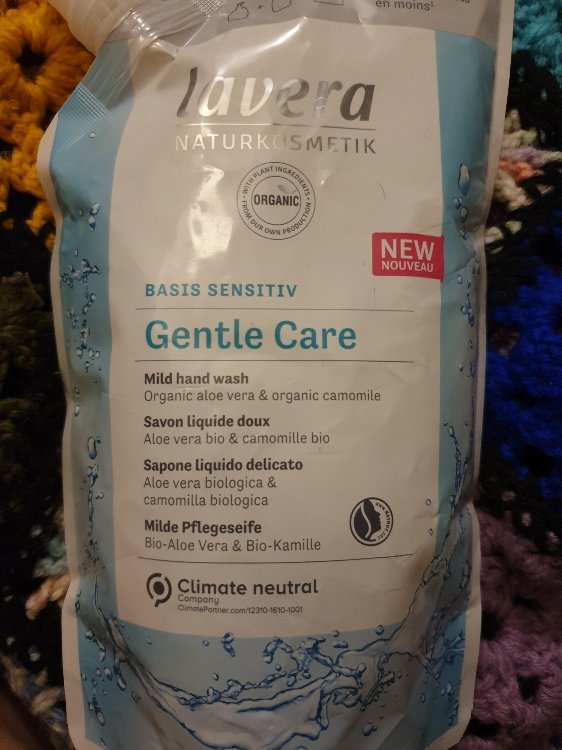 en moins¹
lavera
NATURKOSMETIK
• WITH PLANT INGREDIENTS •
ORGANIC
FROM OUR OWN PRODUCTION
NEW
NOUVEAU
BASIS SENSITIV
Gentle Care
Mild hand wash
Organic aloe vera & organic camomile
Savon liquide doux
Aloe vera bio & camomille bio
Sapone liquido delicato
Aloe vera biologica &
camomilla biologica
Milde Pflegeseife
Bio-Aloe Vera & Bio-Kamille
Climate neutral
Company
ClimatePartner.com/12310-1610-1001